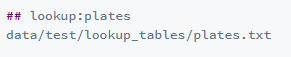 ## lookup:plates
data/test/lookup_tables/plates.txt